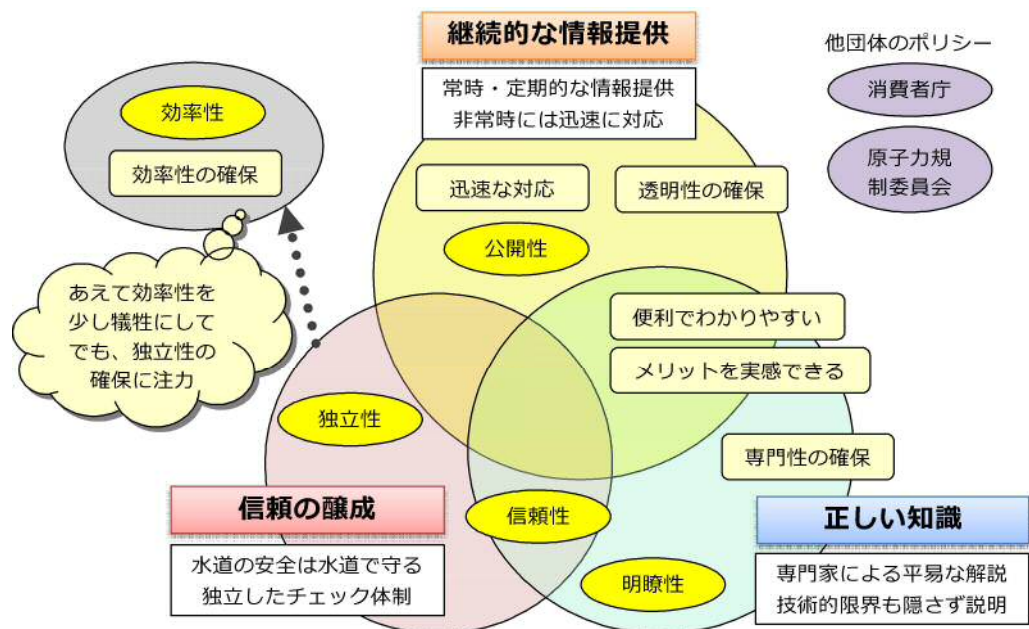 継続的な情報提供
常時・定期的な情報提供
非常時には迅速に対応
他団体のポリシー
消費者庁
原子力規
制委員会
効率性
効率性の確保
迅速な対応
透明性の確保
公開性
あえて効率性を
少し犠牲にして
でも、独立性の
確保に注力
便利でわかりやすい
メリットを実感できる
独立性
専門性の確保
信頼の醸成
水道の安全は水道で守る
独立したチェック体制
信頼性
正しい知識
専門家による平易な解説
技術的限界も隠さず説明
明瞭性